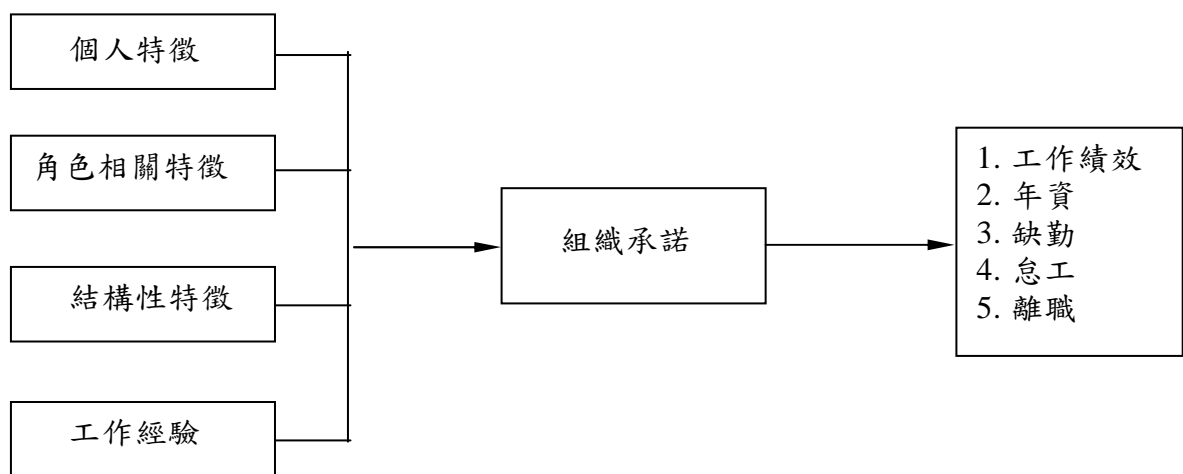 個人特徵
角色相關特徵
結構性特徵
工作經驗
組織承諾
1. 工作績效
2. 年資
3. 缺勤
4. 怠工
5. 離職